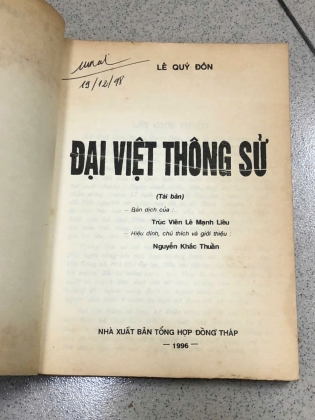 19/12/98
LÊ QUÝ ĐÔN
ĐẠI VIỆT THÔNG SỬ
(Tái bản)
— Bản dịch của :
Trúc Viên Lê Mạnh Liêu
— Hiệu đính, chú thích và giới thiệu :
Nguyễn Khắc Thuần
NHÀ XUẤT BẢN TỔNG HỢP ĐỒNG THÁP
— 1996 —